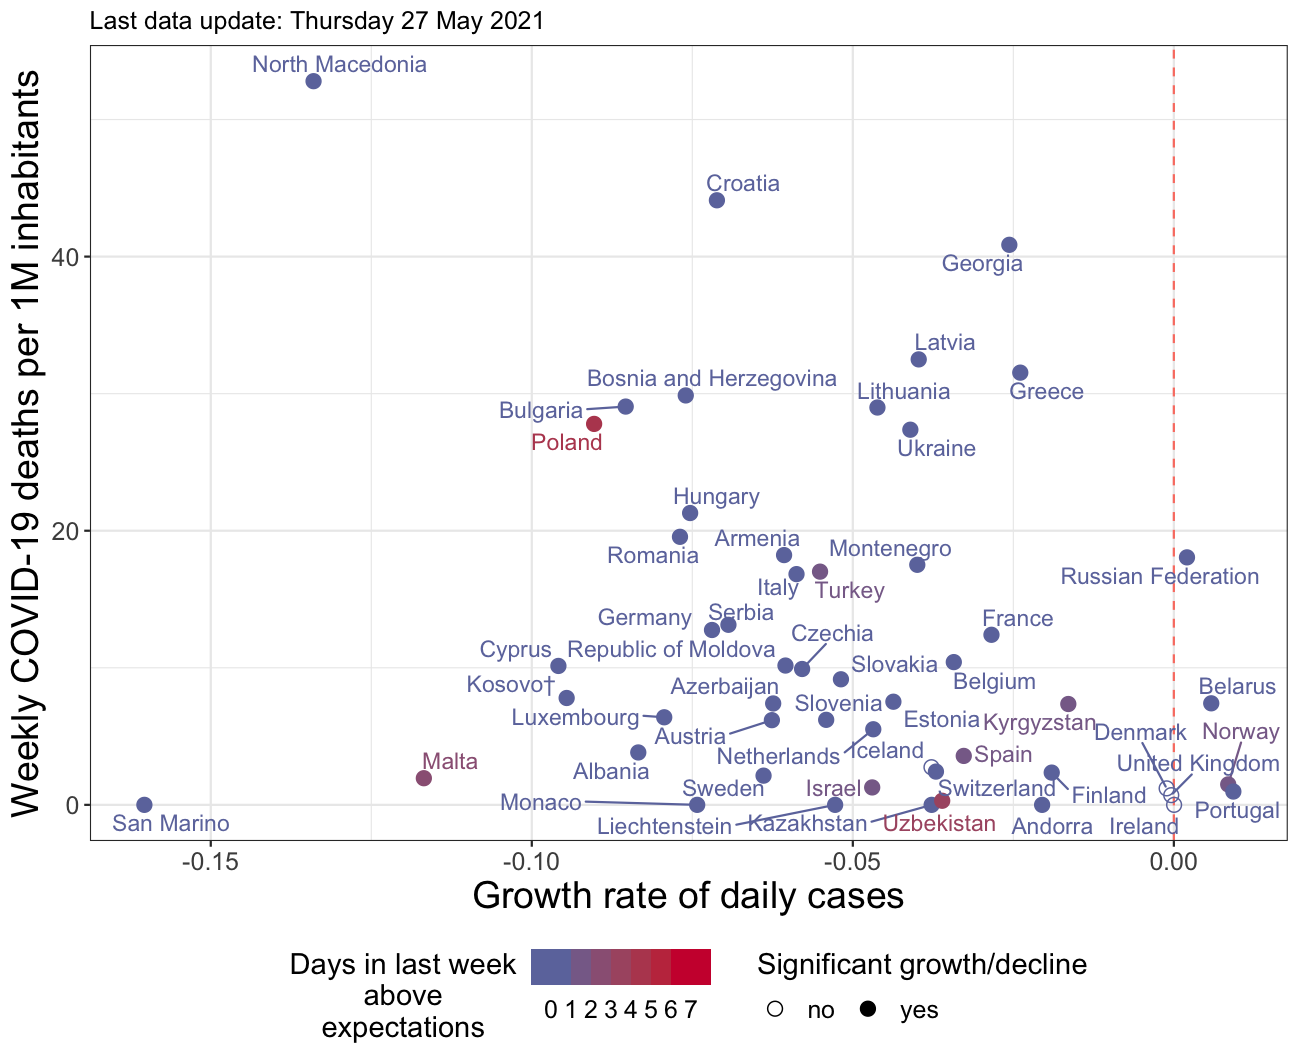 Last data update: Thursday 27 May 2021
North Macedonia
Croatia
Georgia
40
Latvia
Bosnia and Herzegovina
Lithuania
Greece
Bulgaria
Poland
Ukraine
Hungary
20
Armenia
Montenegro
Romania
Russian Federation
Italy
Turkey
Germany
Serbia
France
Czechia
Cyprus
Republic of Moldova
Slovakia
Belgium
Kosovo†
Azerbaijan
Belarus
Slovenia
Luxembourg
Estonia
Kyrgyzstan
Denmark
Norway
Austria
Netherlands
Iceland
Spain
United Kingdom
Malta
Albania
Sweden
Israel
Switzerland
Finland
Monaco
0
Portugal
San Marino
Liechtenstein
Kazakhstan
Uzbekistan
Andorra
Ireland
Weekly COVID-19 deaths per 1M inhabitants
-0.15
-0.10
-0.05
0.00
Growth rate of daily cases
Days in last week
above
expectations
0 1 2 3 4 5 6 7
Significant growth/decline
no
yes